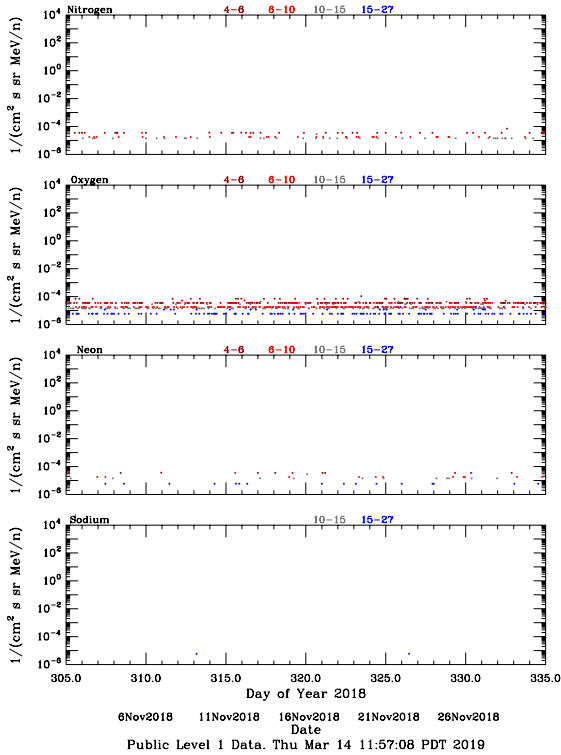 Nitrogen 4-6 6-10 10-15 15-27
10^4
10^2
10^0
10^-2
10^-4
10^-6
1/(cm^2 s sr MeV/n)
Oxygen 4-6 6-10 10-15 15-27
10^4
10^2
10^0
10^-2
10^-4
10^-6
1/(cm^2 s sr MeV/n)
Neon 4-6 6-10 10-15 15-27
10^4
10^2
10^0
10^-2
10^-4
10^-6
1/(cm^2 s sr MeV/n)
Sodium 10-15 15-27
10^4
10^2
10^0
10^-2
10^-4
10^-6
1/(cm^2 s sr MeV/n)
305.0 310.0 315.0 320.0 325.0 330.0 335.0
Day of Year 2018
6Nov2018 11Nov2018 16Nov2018 21Nov2018 26Nov2018
Date
Public Level 1 Data. Thu Mar 14 11:57:08 PDT 2019